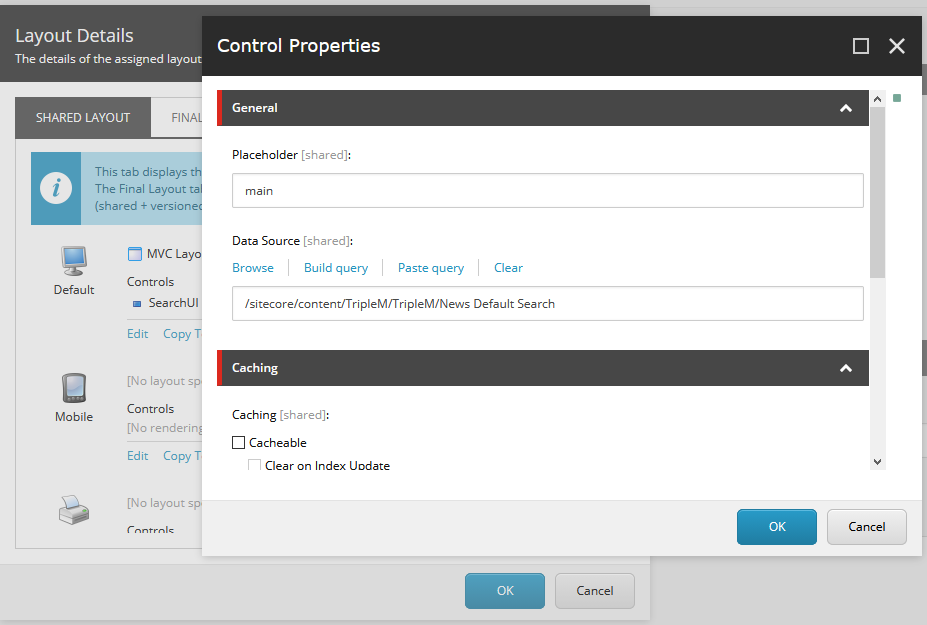 Layout Details
The details of the assigned layout
SHARED LAYOUT
FINAL
This tab displays th
The Final Layout tal
(shared + versioned
Default
MVC Layo
Controls
SearchUI
Edit Copy T
Mobile
[No layout spe
Controls
[No rendering
Edit Copy T
[No layout spe
Controls
OK
Cancel
Control Properties
General
Placeholder [shared]:
main
Data Source [shared]:
Browse Build query Paste query Clear
/sitecore/content/TripleM/TripleM/News Default Search
Caching
Caching [shared]:
Cacheable
Clear on Index Update
OK
Cancel